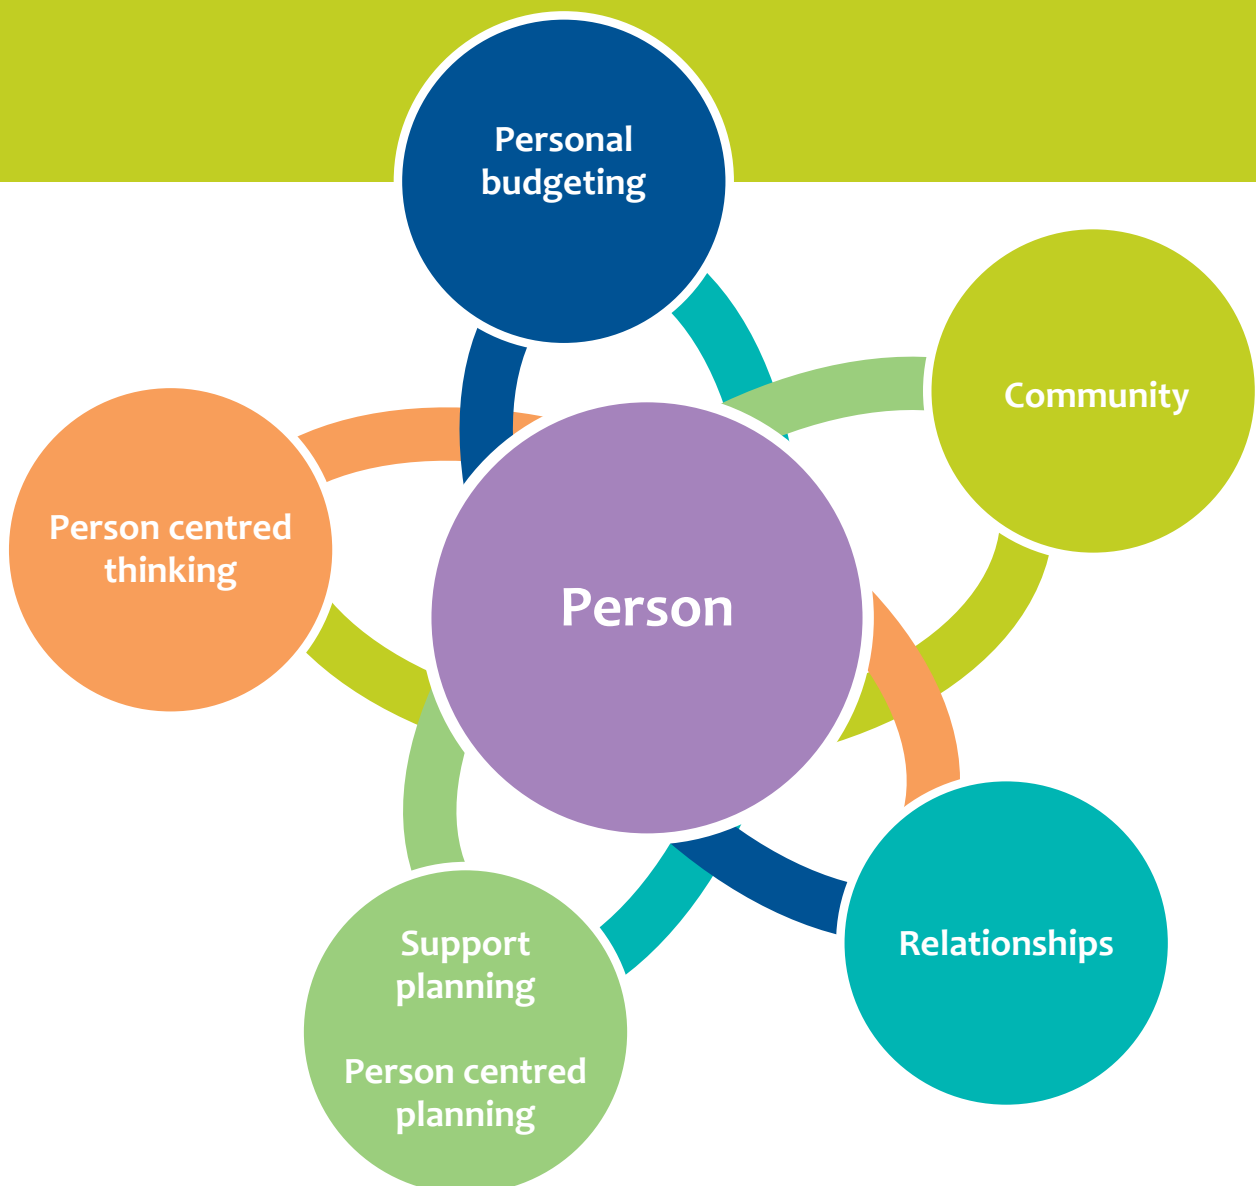 Personal
budgeting
Community
Person centred
thinking
Person
Relationships
Support
planning
Person centred
planning